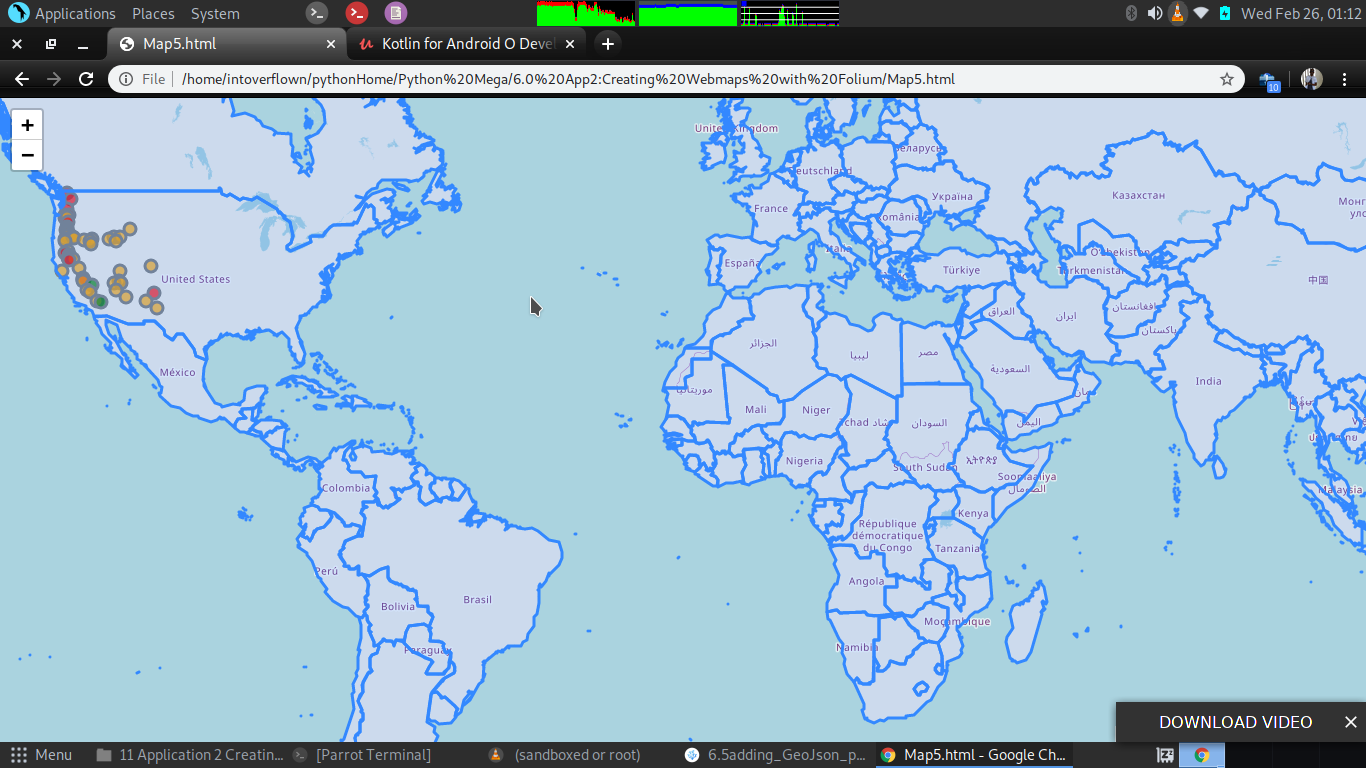 Applications Places System Wed Feb 26, 01:12
Map5.html Kotlin for Android O Devel
File /home/intoverflown/pythonHome/Python%20Mega/6.0%20App2:Creating%20Webmaps%20with%20Folium/Map5.html
10
+
−
United Kingdom
Беларусь
Deutschland
Україна
Казахстан
France
România
Italia
España
Türkiye
O'zbekiston
Türkmenistan
中国
United States
افغانستان
العراق
ایران
پاکستان
الجزائر
ليبيا
مصر
السعودية
México
موريتانيا
India
Mali
Niger
Tchad تشاد
السودان
اليمن
Nigeria
South Sudan
ኢትዮጵያ
Soomaaliya
الصومال
Colombia
Malaysia
Kenya
République
démocratique
du Congo
Tanzania
Perú
Angola
Bolivia
Brasil
Moçambique
Paraguay
Namibia
DOWNLOAD VIDEO
Menu 11 Application 2 Creatin... [Parrot Terminal] (sandboxed or root) 6.5adding_GeoJson_p... Map5.html - Google Ch...